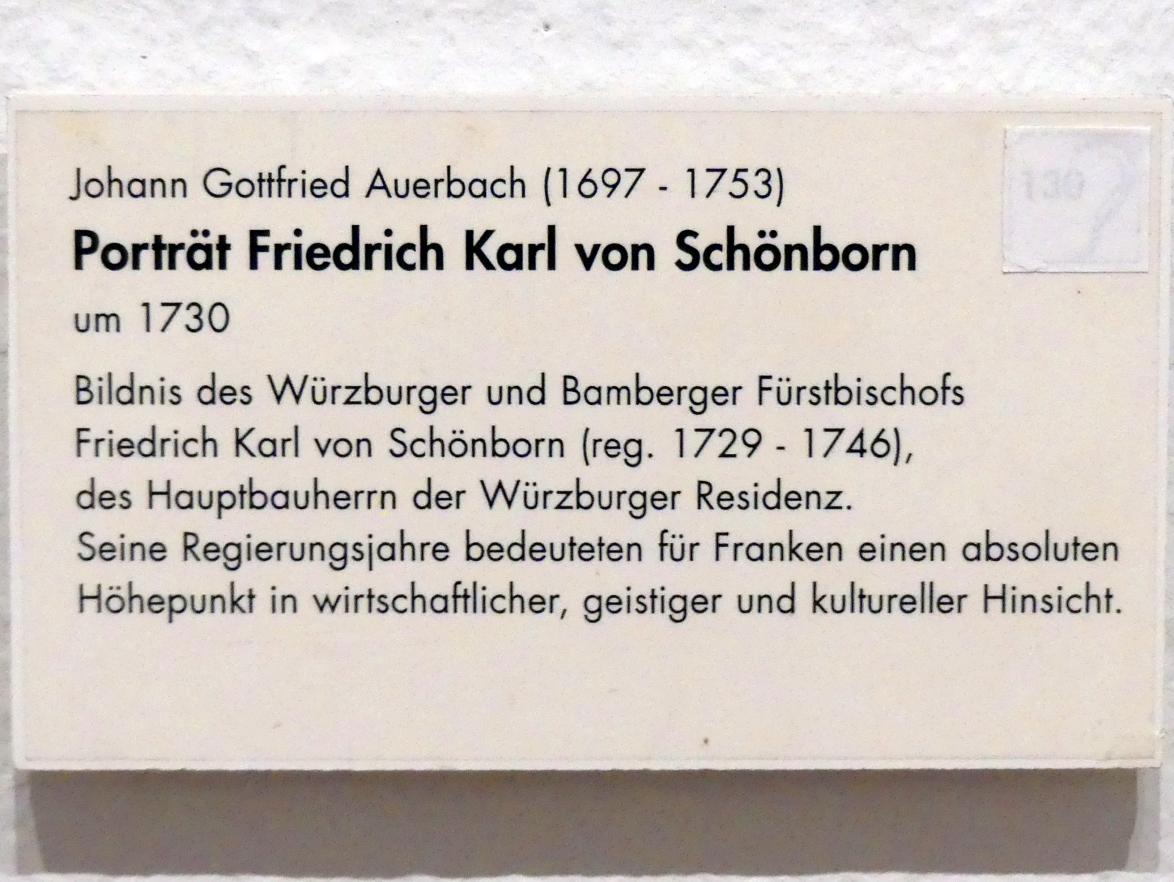 Johann Gottfried Auerbach (1697 - 1753)
130
Porträt Friedrich Karl von Schönborn
um 1730
Bildnis des Würzburger und Bamberger Fürstbischofs
Friedrich Karl von Schönborn (reg. 1729 - 1746),
des Hauptbauherrn der Würzburger Residenz.
Seine Regierungsjahre bedeuteten für Franken einen absoluten
Höhepunkt in wirtschaftlicher, geistiger und kultureller Hinsicht.